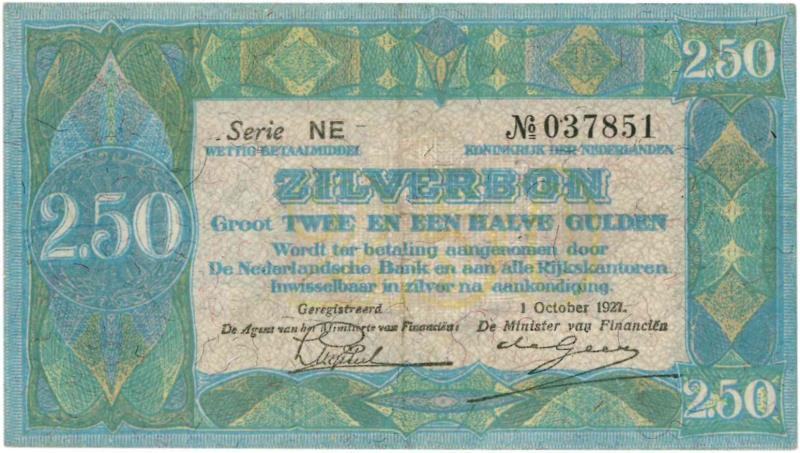 2.50
Serie NE
№ 037851
WETTIG BETAALMIDDEL
KONINKRIJK DER NEDERLANDEN
ZILVERBON
2.50
Groot TWEE EN EEN HALVE GULDEN
Wordt ter betaling aangenomen door
De Nederlandsche Bank en aan alle Rijkskantoren.
Inwisselbaar in zilver na aankondiging.
Geregistreerd
1 October 1927.
De Agent van het Ministerie van Financiën:
De Minister van Financiën
de Geer
2.50